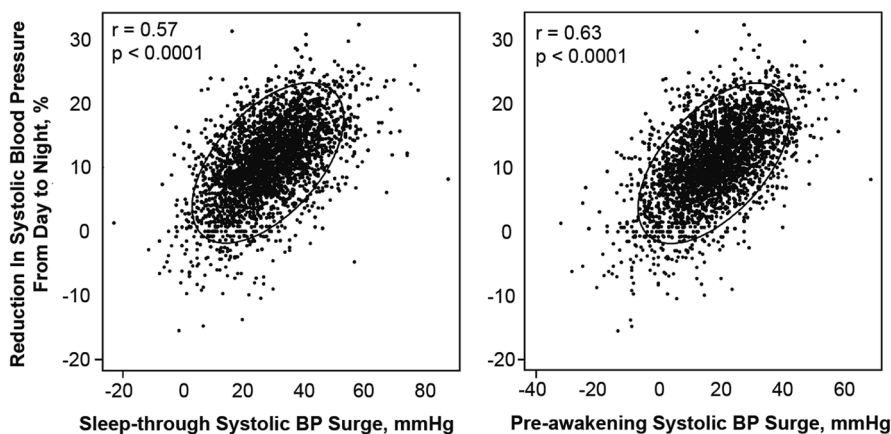 Reduction In Systolic Blood Pressure
From Day to Night, %
r = 0.57
p < 0.0001
30
20
10
0
-10
-20
-20 0 20 40 60 80
Sleep-through Systolic BP Surge, mmHg
r = 0.63
p < 0.0001
30
20
10
0
-10
-20
-40 -20 0 20 40 60
Pre-awakening Systolic BP Surge, mmHg